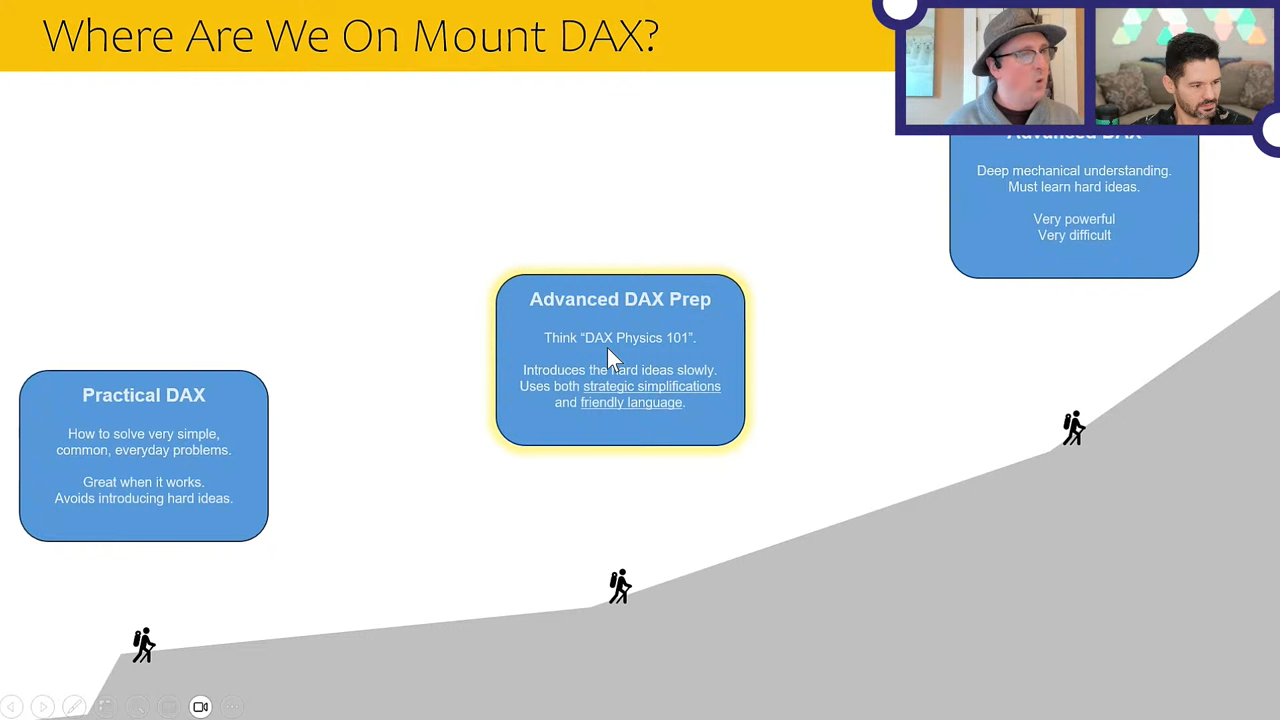 Where Are We On Mount DAX?
Advanced DAX
Deep mechanical understanding.
Must learn hard ideas.
Very powerful
Very difficult
Advanced DAX Prep
Think “DAX Physics 101”.
Introduces the hard ideas slowly.
Uses both strategic simplifications
and friendly language.
Practical DAX
How to solve very simple,
common, everyday problems.
Great when it works.
Avoids introducing hard ideas.